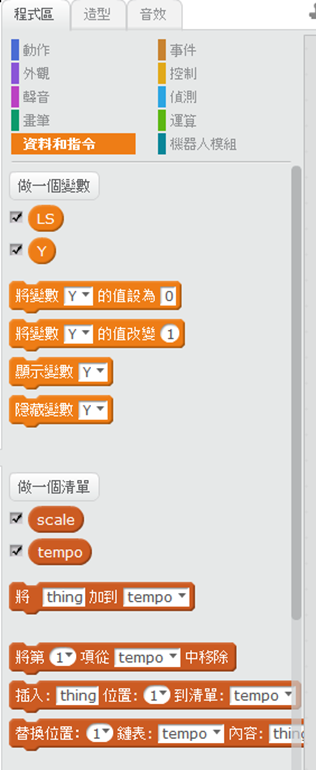 程式區 造型 音效
動作 事件
外觀 控制
聲音 偵測
畫筆 運算
資料和指令 機器人模組
做一個變數
LS
Y
將變數 Y 的值設為 0
將變數 Y 的值改變 1
顯示變數 Y
隱藏變數 Y
做一個清單
scale
tempo
將 thing 加到 tempo
將第 1 項從 tempo 中移除
插入: thing 位置: 1 到清單: tempo
替換位置: 1 鏈表: tempo 內容: thing